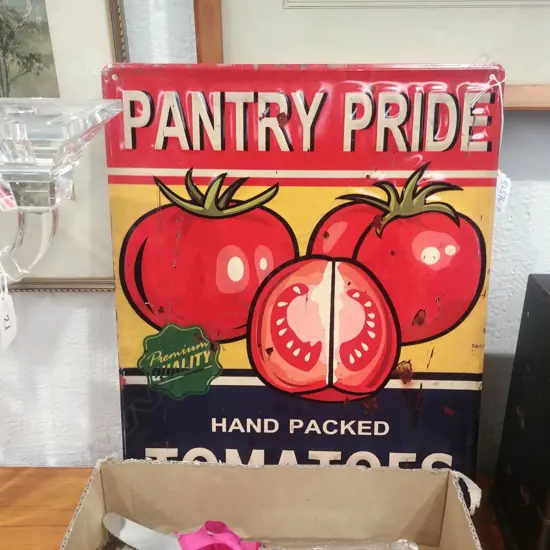 PANTRY PRIDE
Premium
QUALITY
HAND PACKED
TOMATOES